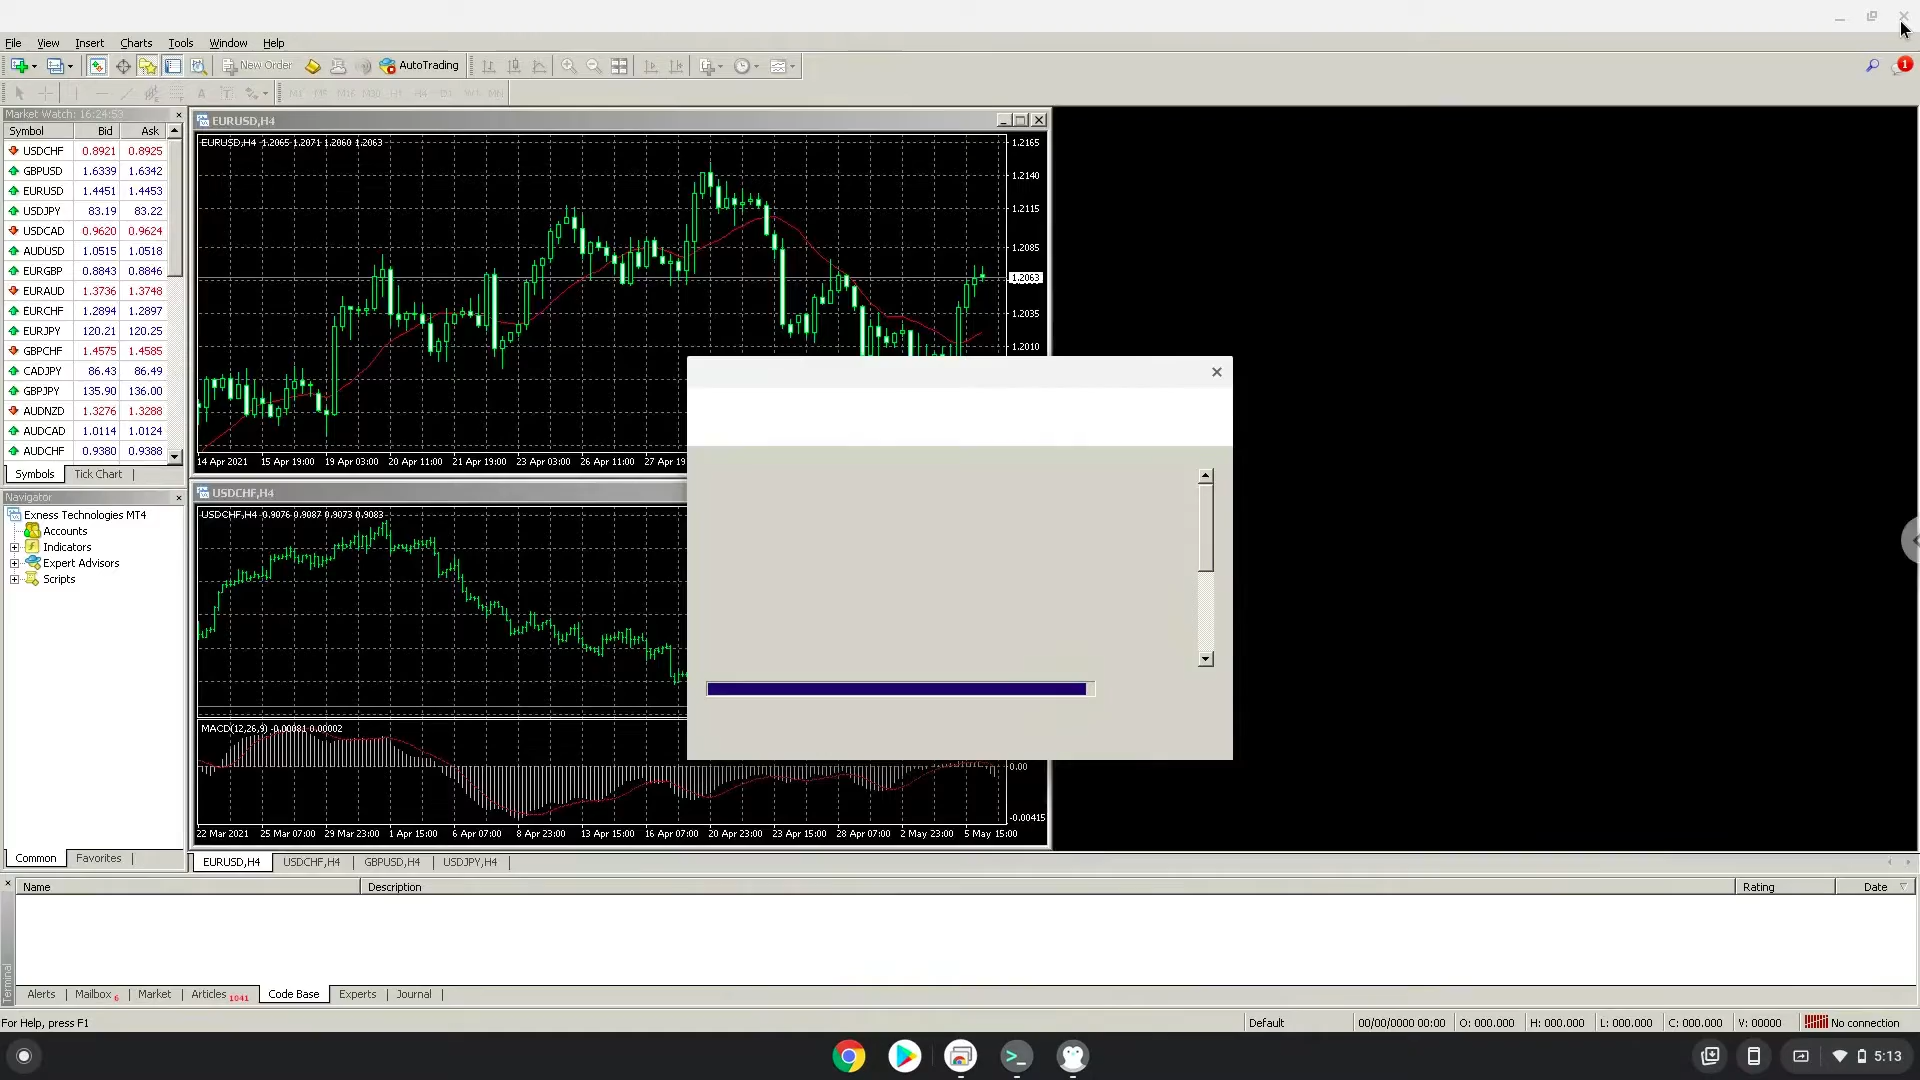 File View Insert Charts Tools Window Help
New Order AutoTrading
1
M1 M5 M15 M30 H1 H4 D1 W1 MN
Market Watch: 16:24:53
Symbol Bid Ask
USDCHF 0.8921 0.8925
GBPUSD 1.6339 1.6342
EURUSD 1.4451 1.4453
USDJPY 83.19 83.22
USDCAD 0.9620 0.9624
AUDUSD 1.0515 1.0518
EURGBP 0.8843 0.8846
EURAUD 1.3736 1.3748
EURCHF 1.2894 1.2897
EURJPY 120.21 120.25
GBPCHF 1.4575 1.4585
CADJPY 86.43 86.49
GBPJPY 135.90 136.00
AUDNZD 1.3276 1.3288
AUDCAD 1.0114 1.0124
AUDCHF 0.9380 0.9388
Symbols Tick Chart
Navigator
Exness Technologies MT4
Accounts
Indicators
Expert Advisors
Scripts
Common Favorites
EURUSD,H4
EURUSD,H4 1.2065 1.2071 1.2060 1.2063
1.2165
1.2140
1.2115
1.2085
1.2063
1.2035
1.2010
14 Apr 2021 15 Apr 19:00 19 Apr 03:00 20 Apr 11:00 21 Apr 19:00 23 Apr 03:00 26 Apr 11:00 27 Apr 19
USDCHF,H4
USDCHF,H4 0.9076 0.9087 0.9073 0.9083
MACD(12,26,9) -0.00081 0.00002
0.00
-0.00415
22 Mar 2021 25 Mar 07:00 29 Mar 23:00 1 Apr 15:00 6 Apr 07:00 8 Apr 23:00 13 Apr 15:00 16 Apr 07:00 20 Apr 23:00 23 Apr 15:00 28 Apr 07:00 2 May 23:00 5 May 15:00
EURUSD,H4 USDCHF,H4 GBPUSD,H4 USDJPY,H4
Name Description Rating Date
Terminal
Alerts Mailbox 6 Market Articles 1041 Code Base Experts Journal
For Help, press F1 Default 00/00/0000 00:00 O: 000.000 H: 000.000 L: 000.000 C: 000.000 V: 00000 No connection
5:13